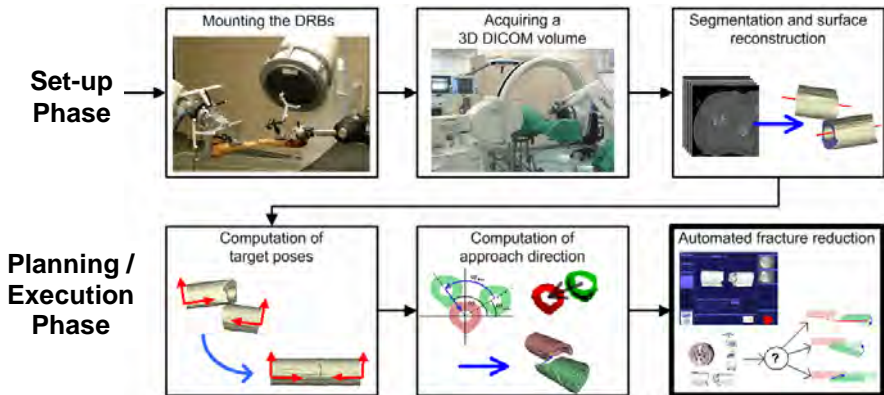 Mounting the DRBs
Acquiring a
3D DICOM volume
Segmentation and surface
reconstruction
Set-up
Phase
Computation of
target poses
Computation of
approach direction
Automated fracture reduction
Planning /
Execution
Phase
?